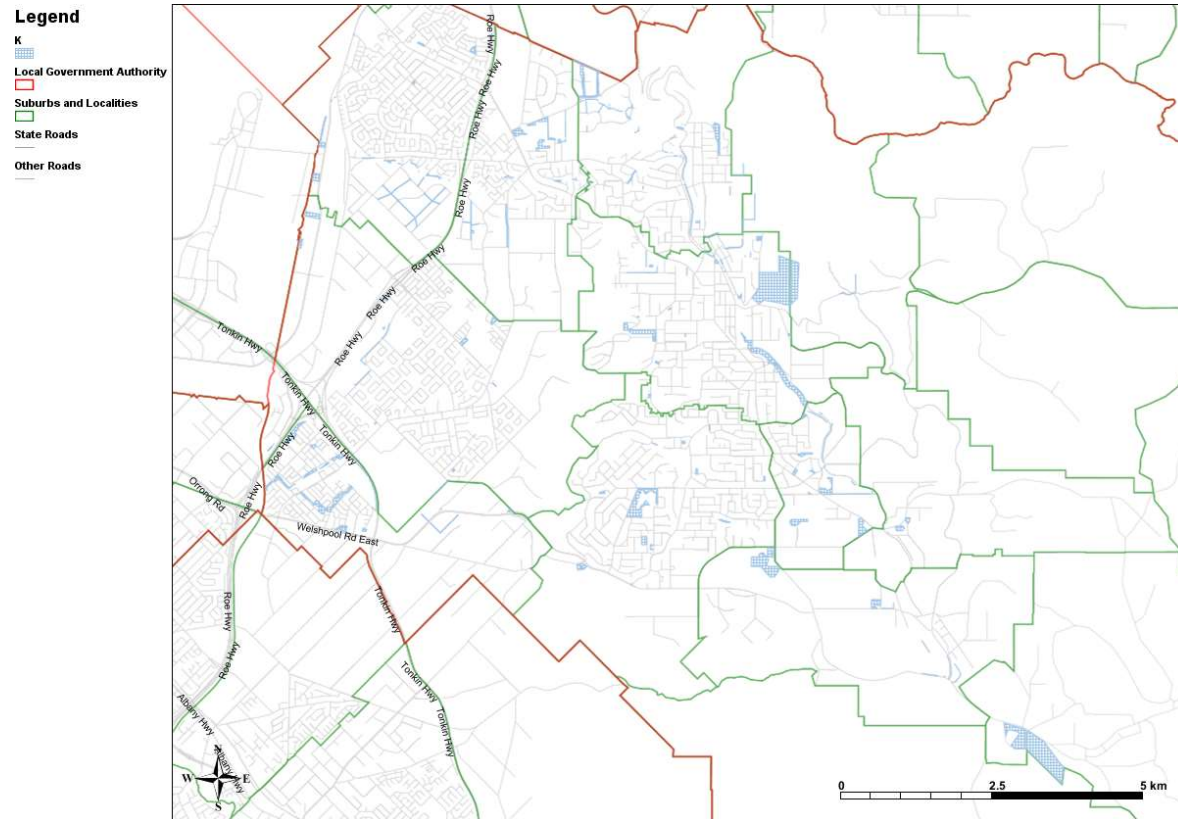 Legend
K
Local Government Authority
Suburbs and Localities
State Roads
Other Roads
Roe Hwy
Roe Hwy
Roe Hwy
Roe Hwy
Roe Hwy
Roe Hwy
Roe Hwy
Tonkin Hwy
Tonkin Hwy
Tonkin Hwy
Roe Hwy
Orrong Rd
Roe Hwy
Welshpool Rd East
Tonkin Hwy
Roe Hwy
Roe Hwy
Tonkin Hwy
Tonkin Hwy
Albany Hwy
Albany Hwy
N
W
E
S
0
2.5
5 km